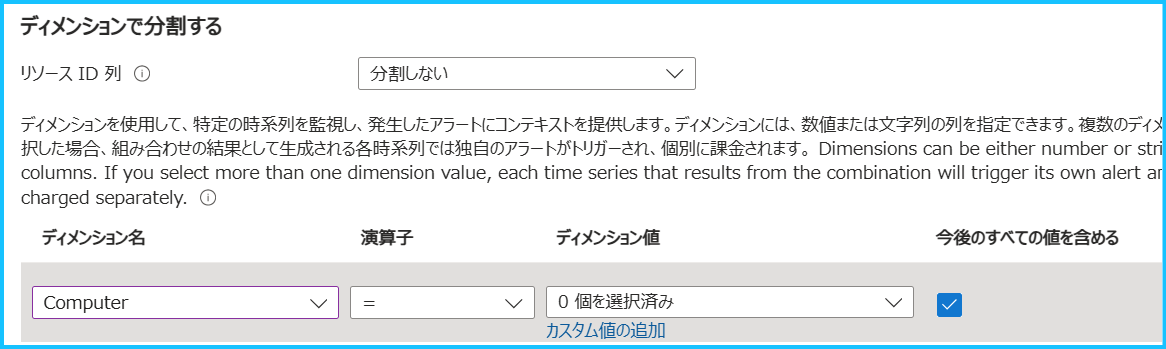 ディメンションで分割する
リソース ID 列
分割しない
ディメンションを使用して、特定の時系列を監視し、発生したアラートにコンテキストを提供します。ディメンションには、数値または文字列の列を指定できます。複数のディメ
択した場合、組み合わせの結果として生成される各時系列では独自のアラートがトリガーされ、個別に課金されます。 Dimensions can be either number or stri
columns. If you select more than one dimension value, each time series that results from the combination will trigger its own alert an
charged separately.
ディメンション名 演算子 ディメンション値 今後のすべての値を含める
Computer = 0 個を選択済み
カスタム値の追加